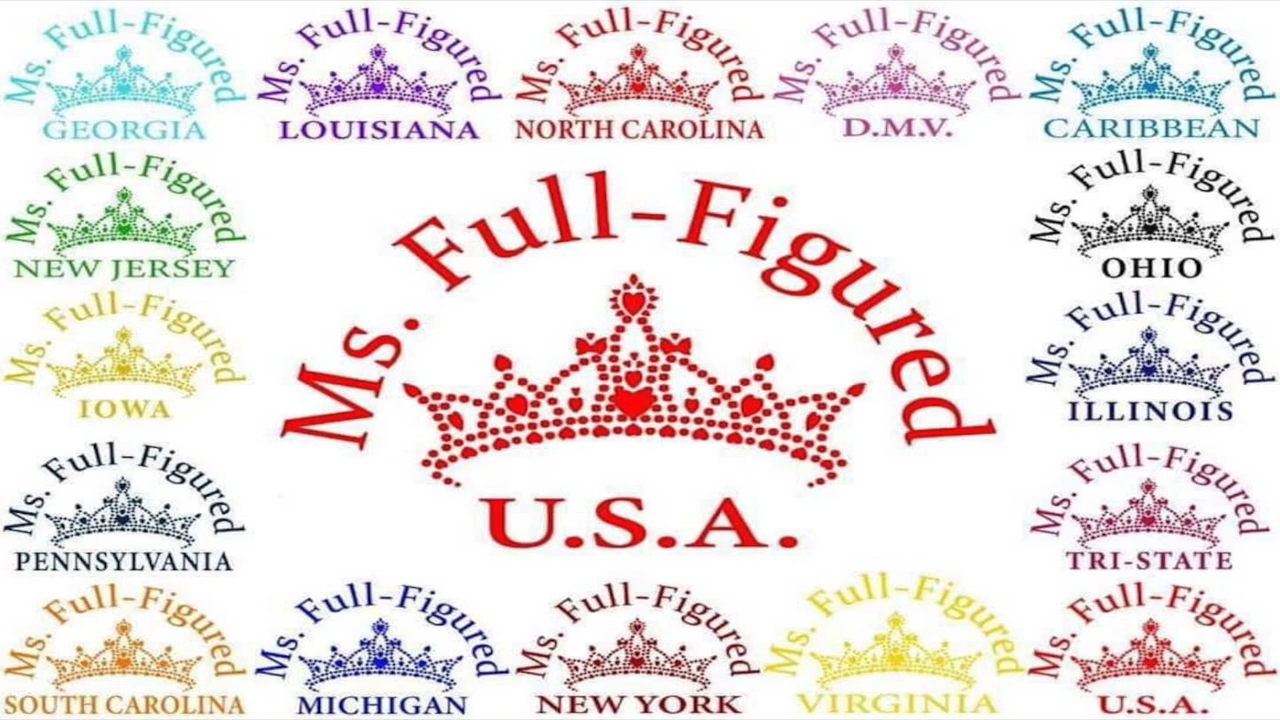 Ms. Full-Figured
GEORGIA
Ms. Full-Figured
LOUISIANA
Ms. Full-Figured
NORTH CAROLINA
Ms. Full-Figured
D.M.V.
Ms. Full-Figured
CARIBBEAN
Ms. Full-Figured
NEW JERSEY
Ms. Full-Figured
IOWA
Ms. Full-Figured
PENNSYLVANIA
Ms. Full-Figured
U.S.A.
Ms. Full-Figured
OHIO
Ms. Full-Figured
ILLINOIS
Ms. Full-Figured
TRI-STATE
Ms. Full-Figured
SOUTH CAROLINA
Ms. Full-Figured
MICHIGAN
Ms. Full-Figured
NEW YORK
Ms. Full-Figured
VIRGINIA
Ms. Full-Figured
U.S.A.